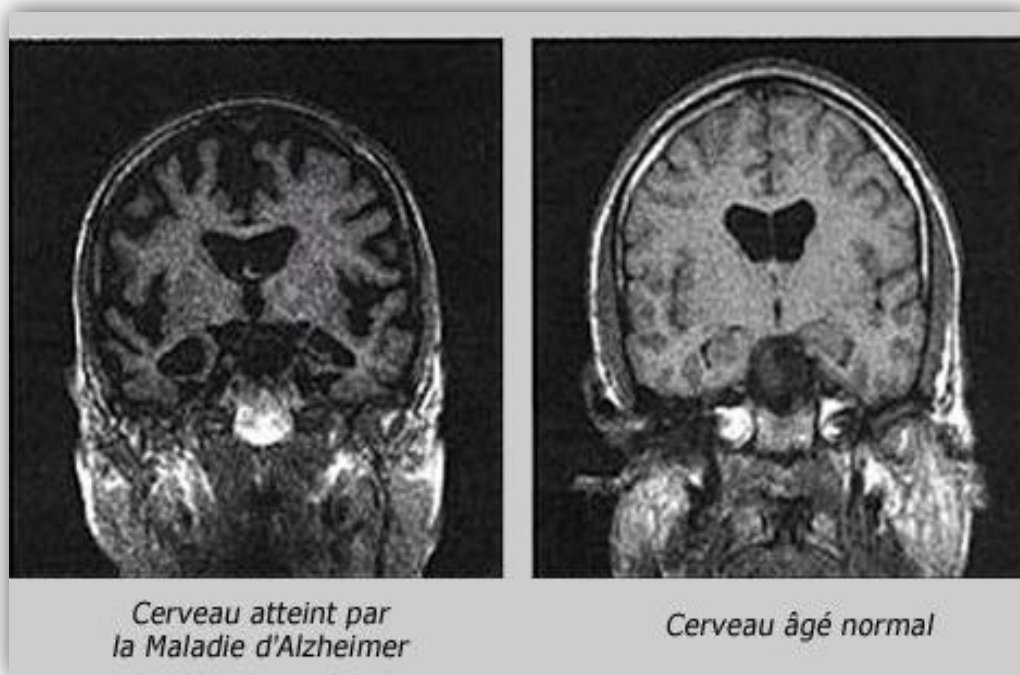 Cerveau atteint par
la Maladie d'Alzheimer
Cerveau âgé normal